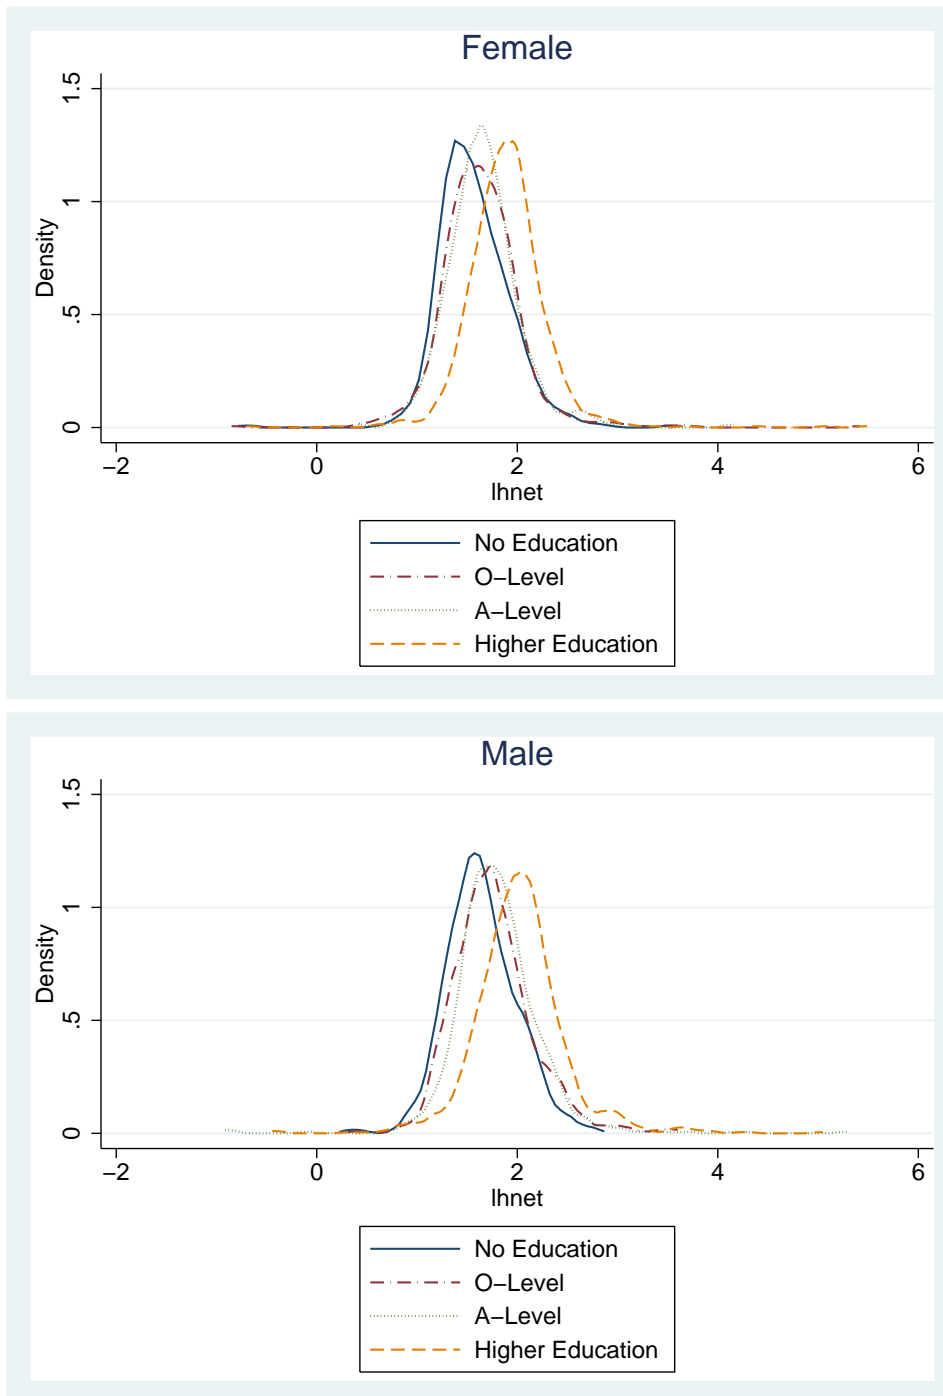 Female
1.5
1
.5
0
Density
−2 0 2 4 6
lhnet
No Education
O−Level
A−Level
Higher Education
Male
1.5
1
.5
0
Density
−2 0 2 4 6
lhnet
No Education
O−Level
A−Level
Higher Education